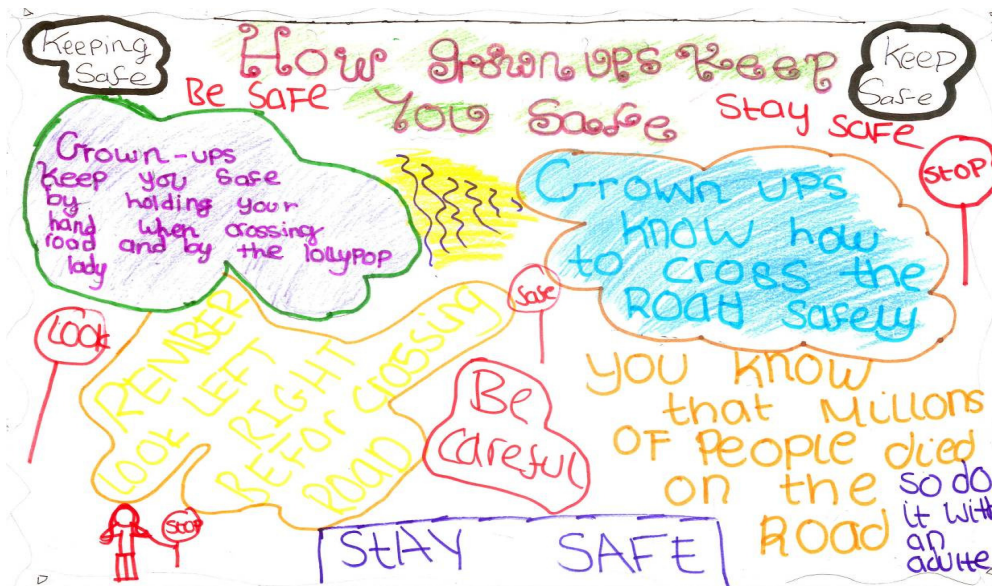 Keeping
Safe
How grown ups Keep
You Safe
Keep
Safe
Be Safe
Stay Safe
Grown-ups
Keep you safe
by holding your
hand when crossing
road and by the lollypop
lady
Grown ups
know how
to cross the
ROAD safely
STOP
LOOK
Safe
REMEMBER
LOOK LEFT
RIGHT
BEFOR CROSSING
ROAD
Be
careful
you know
that Millons
OF PEOPLE died
on the
ROAD
so do
it with
an
adulte
STOP
STAY SAFE